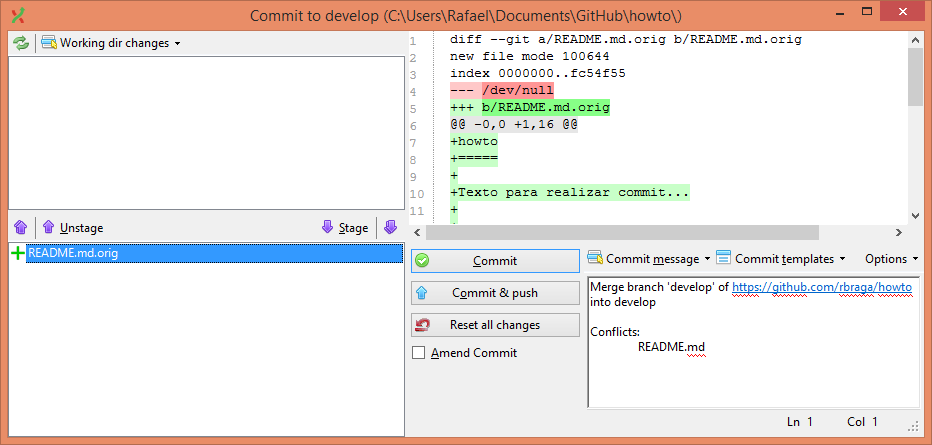 Commit to develop (C:\Users\Rafael\Documents\GitHub\howto\)
Working dir changes
Unstage
Stage
README.md.orig
1 diff --git a/README.md.orig b/README.md.orig
2 new file mode 100644
3 index 0000000..fc54f55
4 --- /dev/null
5 +++ b/README.md.orig
6 @@ -0,0 +1,16 @@
7 +howto
8 +=====
9 +
10 +Texto para realizar commit...
11 +
Commit
Commit & push
Reset all changes
Amend Commit
Commit message
Commit templates
Options
Merge branch 'develop' of https://github.com/rbraga/howto
into develop
Conflicts:
README.md
Ln 1 Col 1